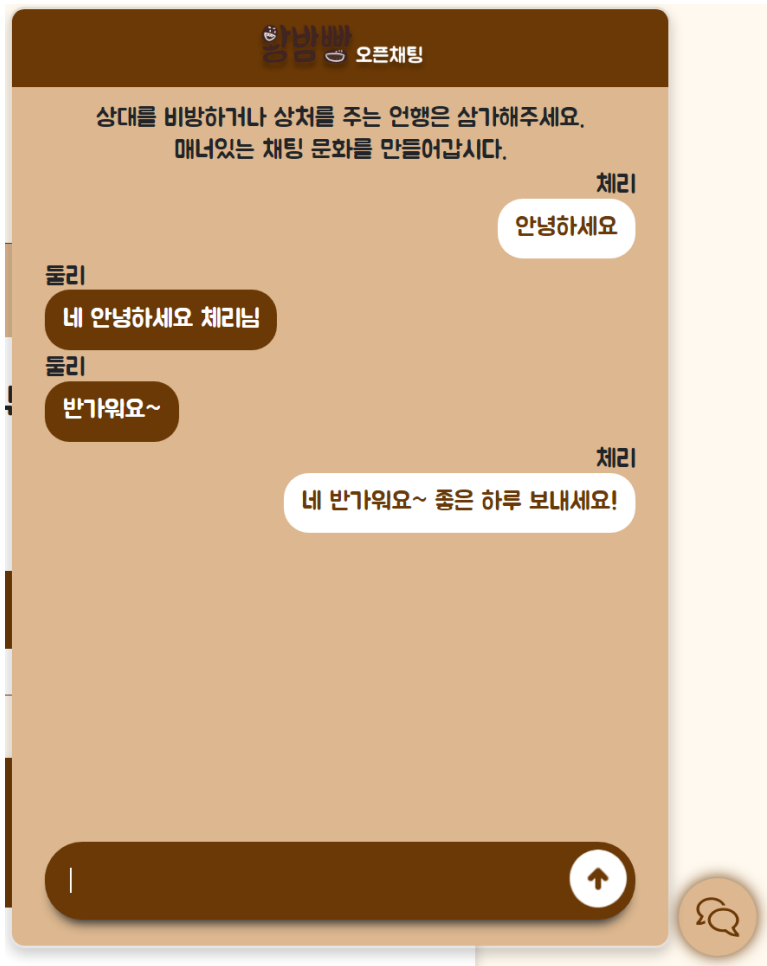 오픈채팅
상대를 비방하거나 상처를 주는 언행은 삼가해주세요.
매너있는 채팅 문화를 만들어갑시다.
체리
안녕하세요
둘리
네 안녕하세요 체리님
둘리
반가워요~
체리
네 반가워요~ 좋은 하루 보내세요!